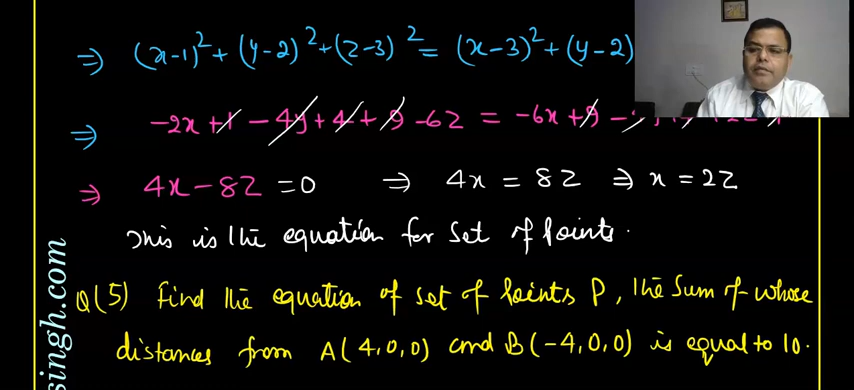 ⇒ (x-1)² + (y-2)² + (z-3)² = (x-3)² + (y-2)
⇒ -2x + 1 - 4y + 4 + 9 - 6z = -6x + 9
⇒ 4x - 8z = 0 ⇒ 4x = 8z ⇒ x = 2z
This is the equation for set of points.
Q(5) Find the equation of set of points P, the sum of whose
distances from A(4,0,0) and B(-4,0,0) is equal to 10.
singh.com